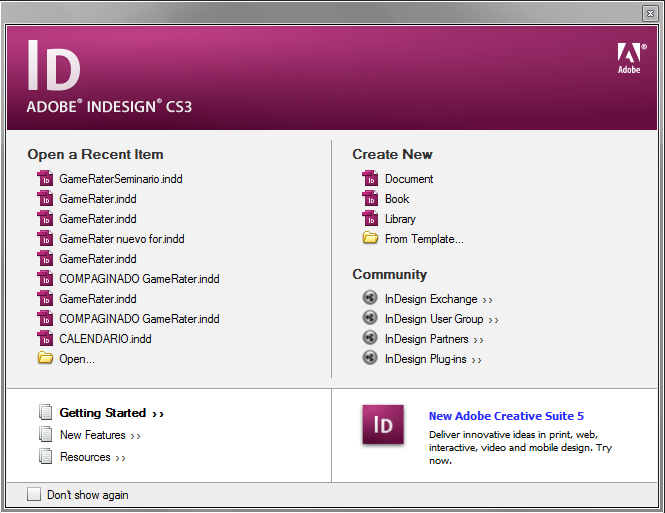 ID
ADOBE® INDESIGN® CS3
Adobe®
Open a Recent Item
GameRaterSeminario.indd
GameRater.indd
GameRater.indd
GameRater nuevo for.indd
GameRater.indd
COMPAGINADO GameRater.indd
GameRater.indd
COMPAGINADO GameRater.indd
CALENDARIO.indd
Open...
Create New
Document
Book
Library
From Template...
Community
InDesign Exchange ››
InDesign User Group ››
InDesign Partners ››
InDesign Plug-ins ››
Getting Started ››
New Features ››
Resources ››
ID
New Adobe Creative Suite 5
Deliver innovative ideas in print, web,
interactive, video and mobile design. Try
now.
Don't show again